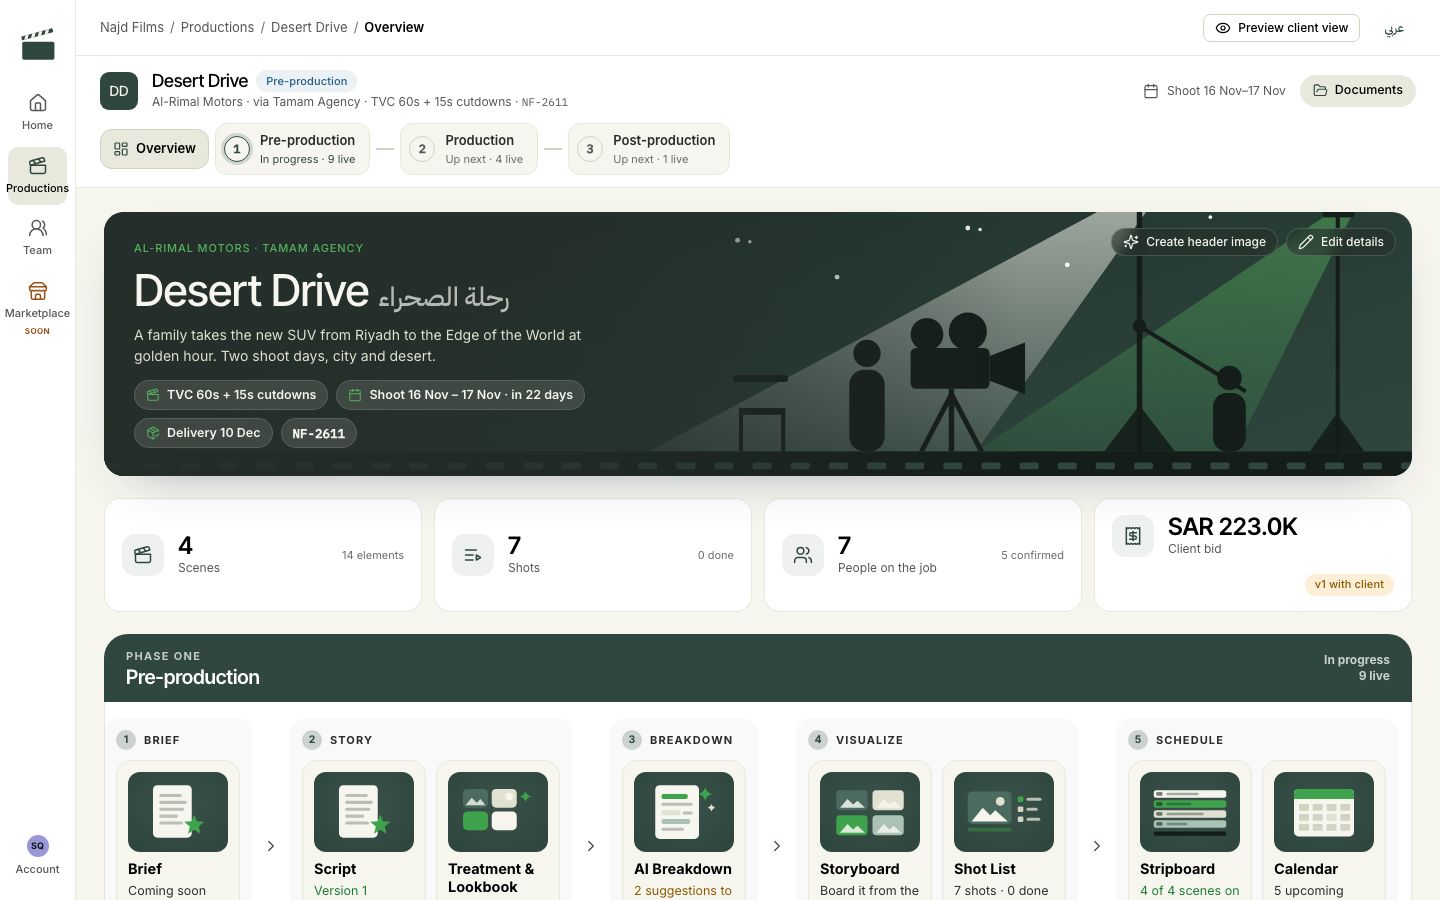 Najd Films / Productions / Desert Drive / Overview
Preview client view
عربي
Home
Productions
Team
Marketplace
SOON
SQ
Account
DD
Desert Drive
Pre-production
Al-Rimal Motors · via Tamam Agency · TVC 60s + 15s cutdowns · NF-2611
Shoot 16 Nov–17 Nov
Documents
Overview
1
Pre-production
In progress · 9 live
2
Production
Up next · 4 live
3
Post-production
Up next · 1 live
AL-RIMAL MOTORS · TAMAM AGENCY
Create header image
Edit details
Desert Drive رحلة الصحراء
A family takes the new SUV from Riyadh to the Edge of the World at
golden hour. Two shoot days, city and desert.
TVC 60s + 15s cutdowns
Shoot 16 Nov – 17 Nov · in 22 days
Delivery 10 Dec
NF-2611
4
Scenes
14 elements
7
Shots
0 done
7
People on the job
5 confirmed
SAR 223.0K
Client bid
v1 with client
PHASE ONE
Pre-production
In progress
9 live
1 BRIEF
Brief
Coming soon
2 STORY
Script
Version 1
Treatment &
Lookbook
3 BREAKDOWN
AI Breakdown
2 suggestions to
4 VISUALIZE
Storyboard
Board it from the
Shot List
7 shots · 0 done
5 SCHEDULE
Stripboard
4 of 4 scenes on
Calendar
5 upcoming